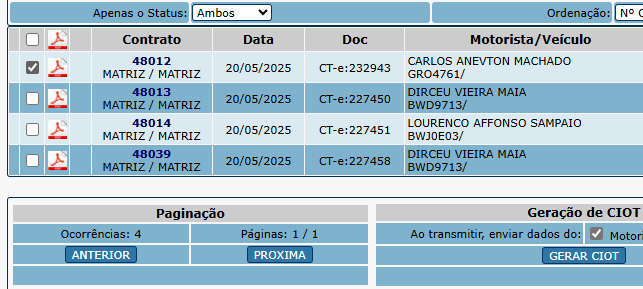 Apenas o Status: Ambos Ordenação: Nº
Contrato Data Doc Motorista/Veículo
48012 20/05/2025 CT-e:232943 CARLOS ANEVTON MACHADO
MATRIZ / MATRIZ GRO4761/
48013 20/05/2025 CT-e:227450 DIRCEU VIEIRA MAIA
MATRIZ / MATRIZ BWD9713/
48014 20/05/2025 CT-e:227451 LOURENCO AFFONSO SAMPAIO
MATRIZ / MATRIZ BWJ0E03/
48039 20/05/2025 CT-e:227458 DIRCEU VIEIRA MAIA
MATRIZ / MATRIZ BWD9713/
Paginação Geração de CIOT
Ocorrências: 4 Páginas: 1 / 1 Ao transmitir, enviar dados do: Motori
ANTERIOR PROXIMA GERAR CIOT